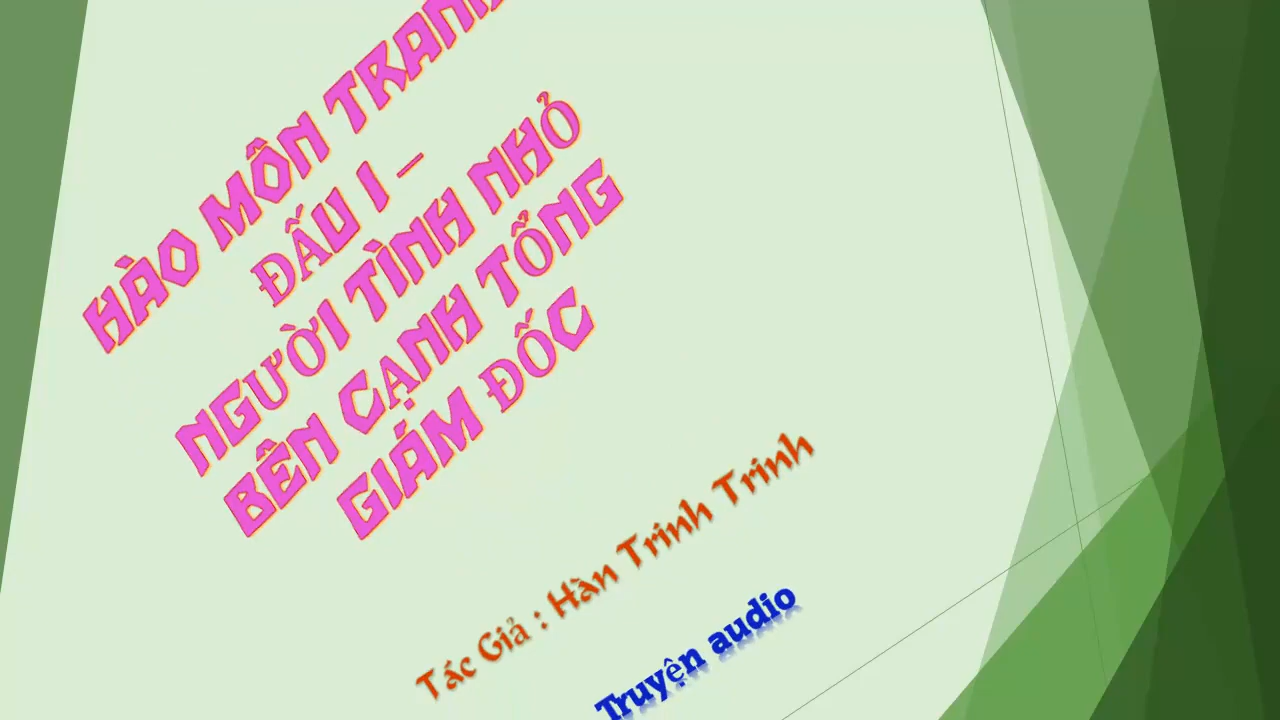 HÀO MÔN TRANH
ĐẤU I –
NGƯỜI TÌNH NHỎ
BÊN CẠNH TỔNG
GIÁM ĐỐC
Tác Giả : Hàn Trinh Trinh
Truyện audio